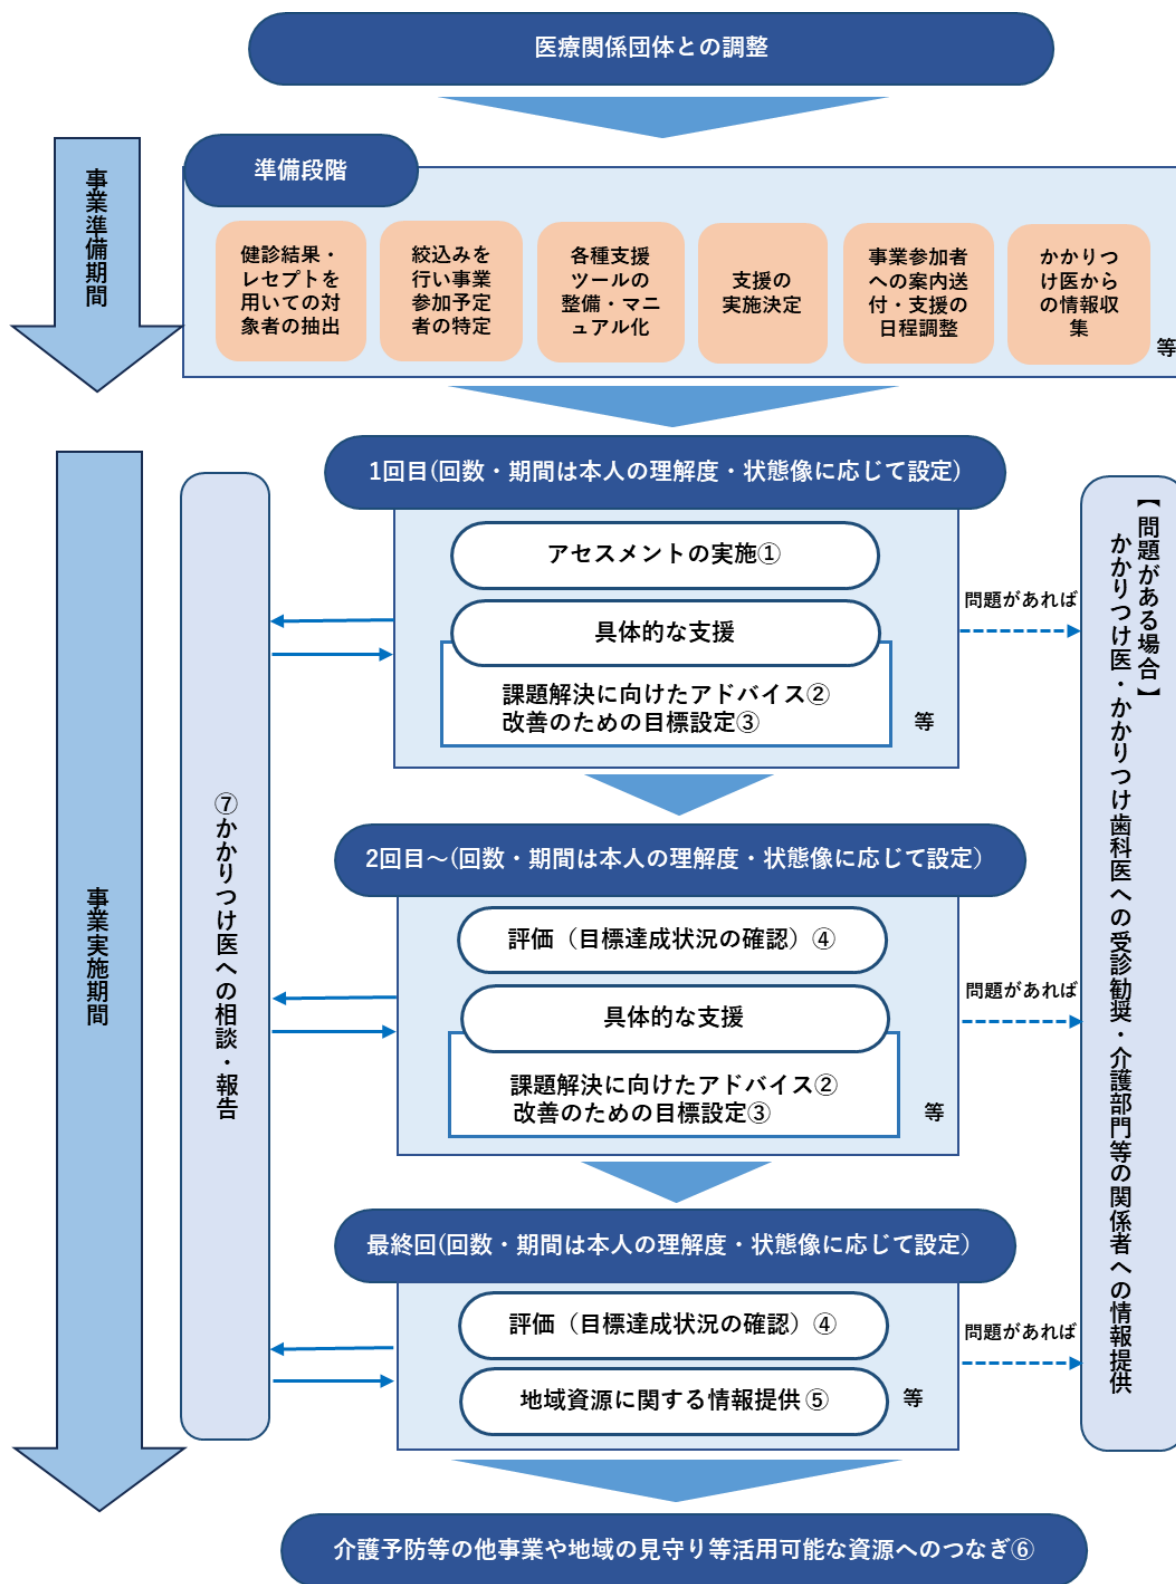 医療関係団体との調整
事業準備期間
準備段階
健診結果・
レセプトを
用いての対
象者の抽出
絞込みを
行い事業
参加予定
者の特定
各種支援
ツールの
整備・マニ
ュアル化
支援の
実施決定
事業参加者
への案内送
付・支援の
日程調整
かかりつ
け医から
の情報収
集
等
事業実施期間
⑦かかりつけ医への相談・報告
1回目(回数・期間は本人の理解度・状態像に応じて設定)
アセスメントの実施①
具体的な支援
課題解決に向けたアドバイス②
改善のための目標設定③
等
問題があれば
2回目～(回数・期間は本人の理解度・状態像に応じて設定)
評価（目標達成状況の確認）④
具体的な支援
課題解決に向けたアドバイス②
改善のための目標設定③
等
問題があれば
最終回(回数・期間は本人の理解度・状態像に応じて設定)
評価（目標達成状況の確認）④
地域資源に関する情報提供⑤
等
問題があれば
【問題がある場合】
かかりつけ医・かかりつけ歯科医への受診勧奨・介護部門等の関係者への情報提供
介護予防等の他事業や地域の見守り等活用可能な資源へのつなぎ⑥